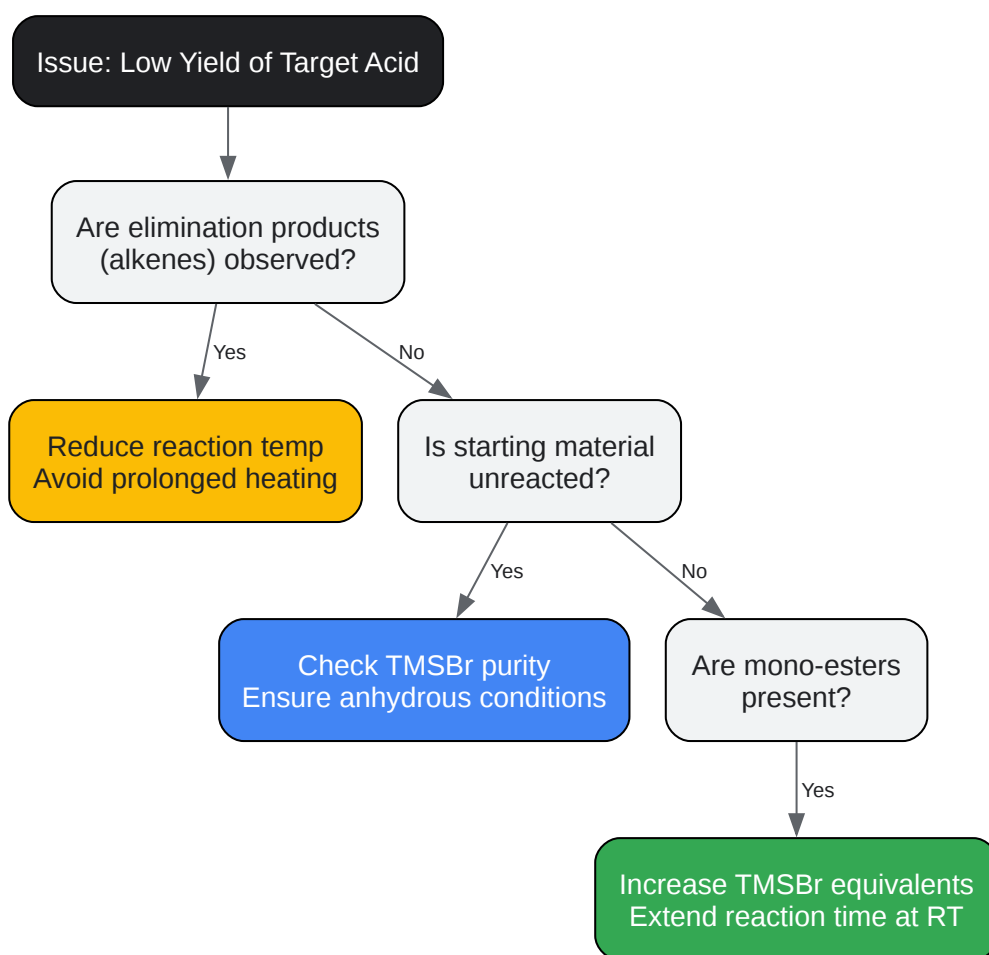 Issue: Low Yield of Target Acid
Are elimination products
(alkenes) observed?
Yes
No
Reduce reaction temp
Avoid prolonged heating
Is starting material
unreacted?
Yes
No
Check TMSBr purity
Ensure anhydrous conditions
Are mono-esters
present?
Yes
Increase TMSBr equivalents
Extend reaction time at RT